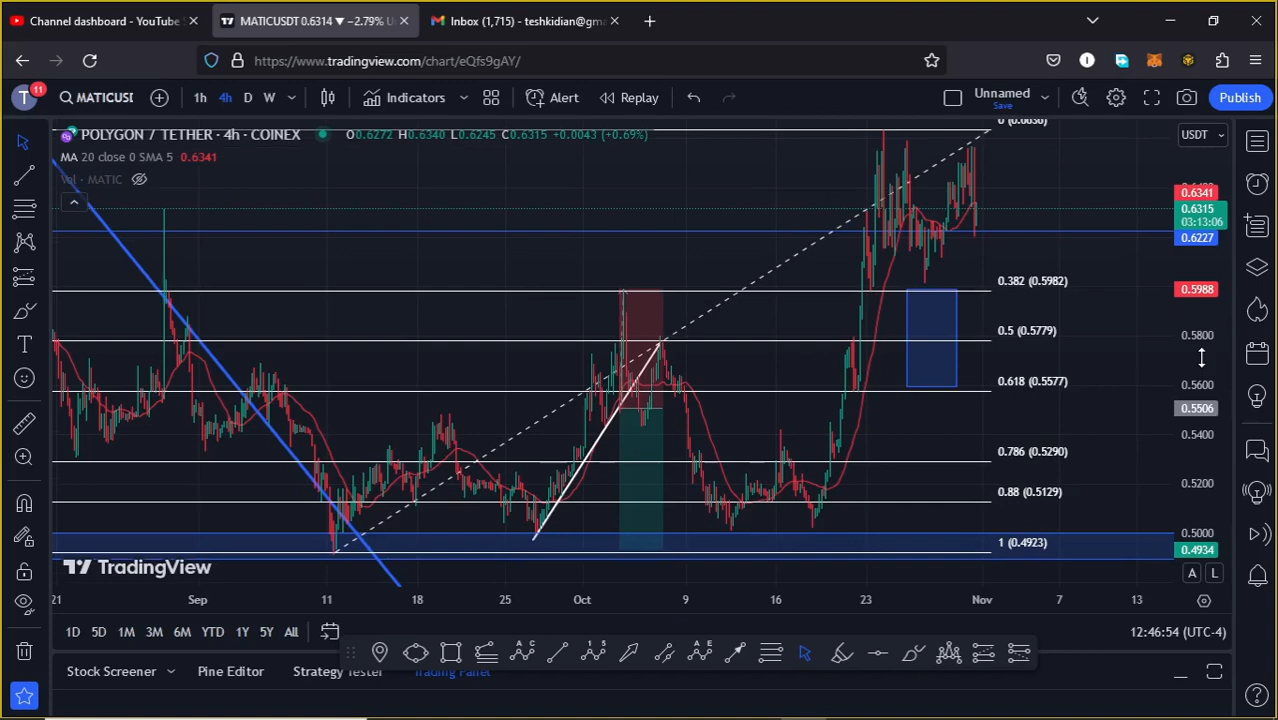 Channel dashboard - YouTube
MATICUSDT 0.6314 ▼ −2.79% U
Inbox (1,715) - teshkidian@gma
https://www.tradingview.com/chart/eQfs9gAY/
11
T
MATICUSI
1h
4h
D
W
Indicators
Alert
Replay
Unnamed
Save
Publish
POLYGON / TETHER · 4h · COINEX
O0.6272 H0.6340 L0.6245 C0.6315 +0.0043 (+0.69%)
USDT
MA 20 close 0 SMA 5 0.6341
Vol · MATIC
0.6341
0.6315
03:13:06
0.6227
0.382 (0.5982)
0.5988
0.5 (0.5779)
0.5800
0.618 (0.5577)
0.5600
0.5506
0.5400
0.786 (0.5290)
0.5200
0.88 (0.5129)
0.5000
1 (0.4923)
0.4934
TradingView
A
L
21
Sep
11
18
25
Oct
9
16
23
Nov
7
13
1D
5D
1M
3M
6M
YTD
1Y
5Y
All
12:46:54 (UTC-4)
Stock Screener
Pine Editor
Strategy Tester
Trading Panel